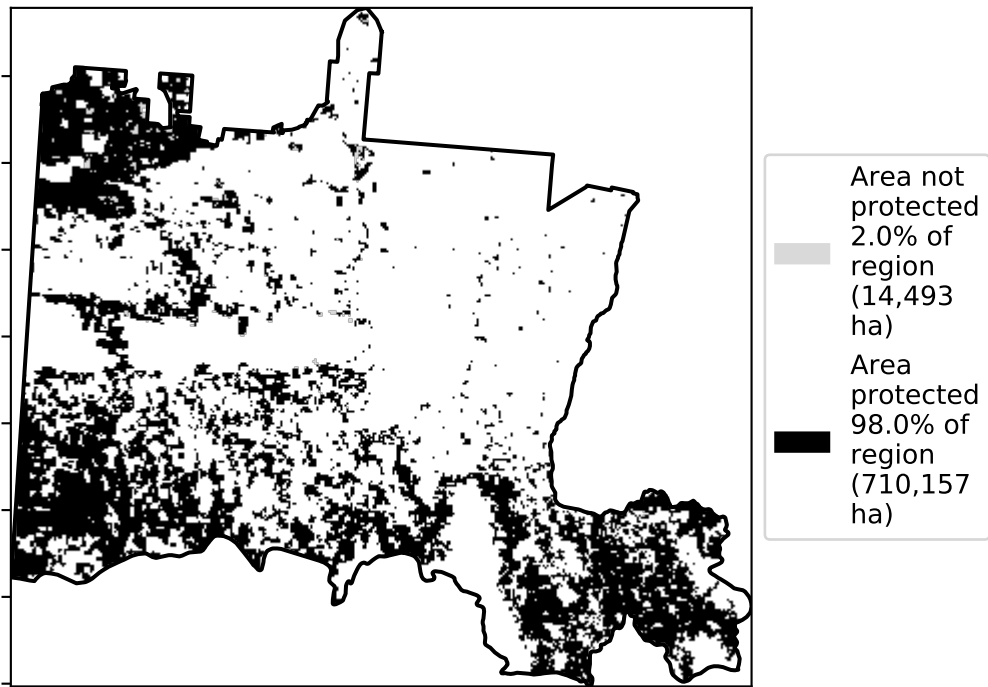 Area not
protected
2.0% of
region
(14,493
ha)
Area
protected
98.0% of
region
(710,157
ha)